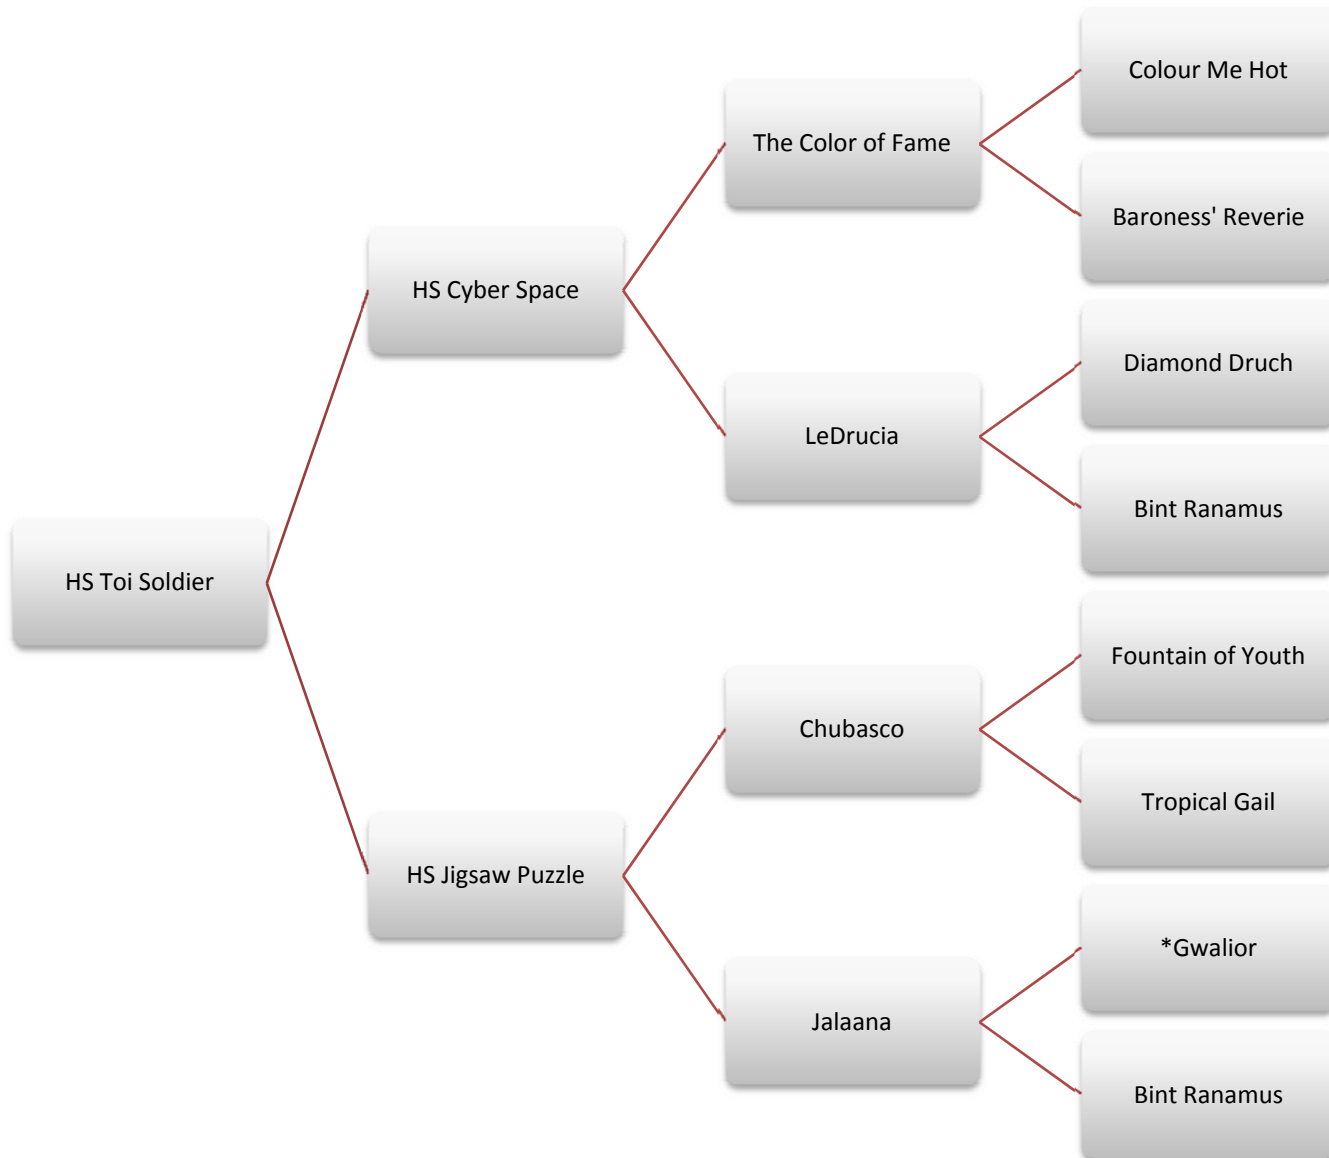 Colour Me Hot
The Color of Fame
Baroness' Reverie
HS Cyber Space
Diamond Druch
LeDrucia
Bint Ranamus
HS Toi Soldier
Fountain of Youth
Chubasco
Tropical Gail
HS Jigsaw Puzzle
*Gwalior
Jalaana
Bint Ranamus